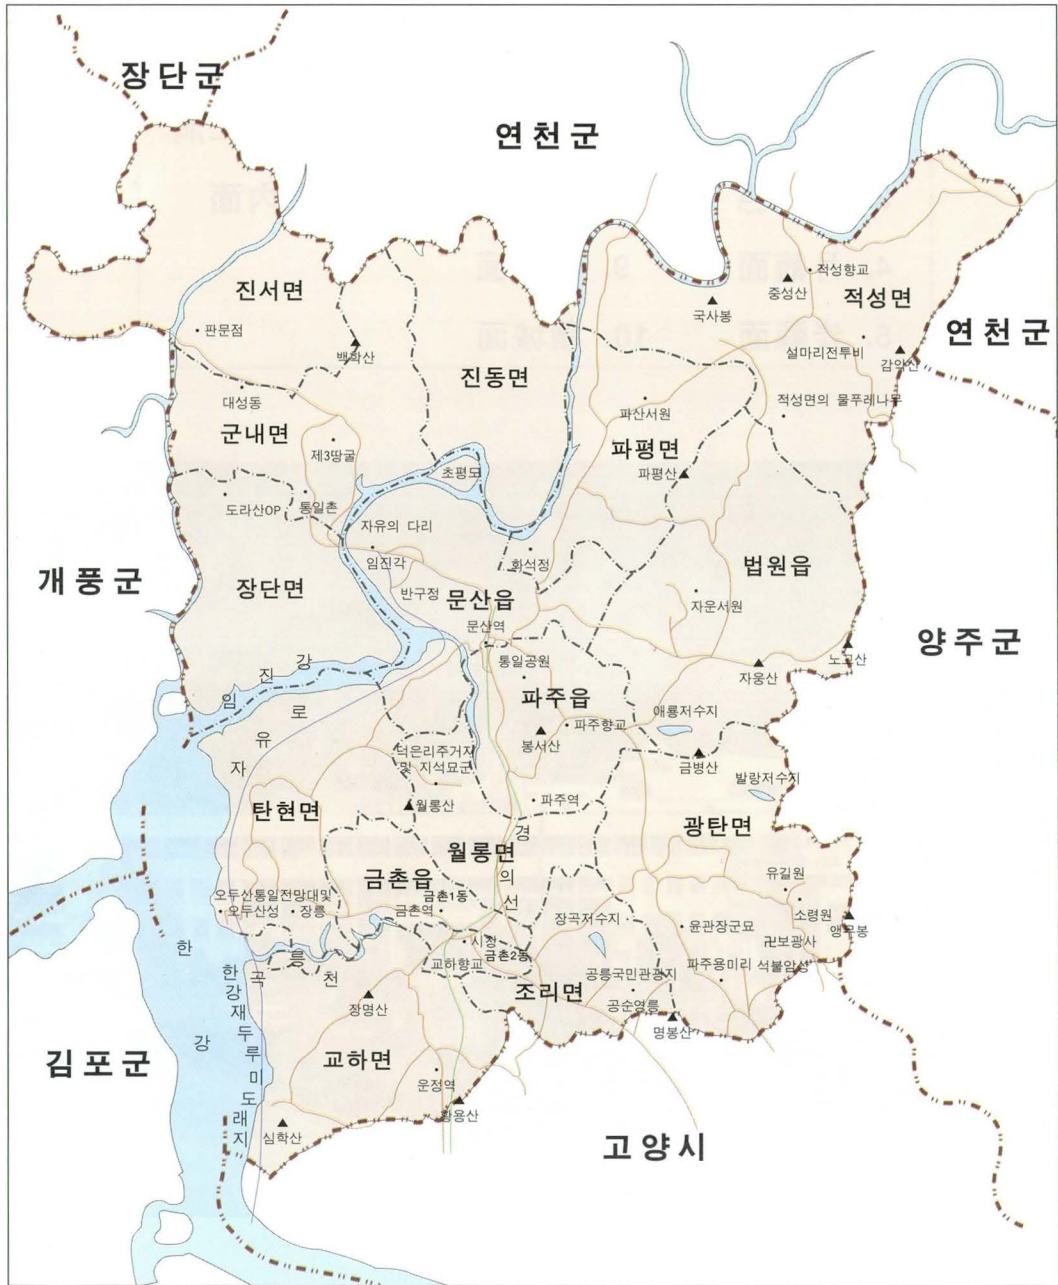 장단군
연천군
진서면
판문점
백학산
진동면
국사봉
중성산
적성향교
적성면
연천군
설마리전투비
감악산
대성동
군내면
제3땅굴
초평도
파산서원
적성면의 물푸레나무
파평면
파평산
도라산OP
통일촌
자유의 다리
임진각
화석정
개풍군
장단면
반구정
문산읍
법원읍
자운서원
문산역
통일공원
양주군
노고산
자웅산
임진강
자유로
파주읍
파주향교
애룡저수지
봉서산
덕은리주거지
및 지석묘군
금병산
발랑저수지
탄현면
월롱산
파주역
광탄면
경의선
월롱면
금촌읍
금촌1동
금촌역
유길원
소령원
앵무봉
오두산통일전망대및
오두산성
장릉
장곡저수지
윤관장군묘
卍보광사
한강
곡릉천
시청
금촌2동
교하향교
공릉국민관광지
파주용미리
석불암성
조리면
공순영릉
명봉산
장명산
한강재두루미도래지
김포군
교하면
운정역
황용산
심학산
고양시